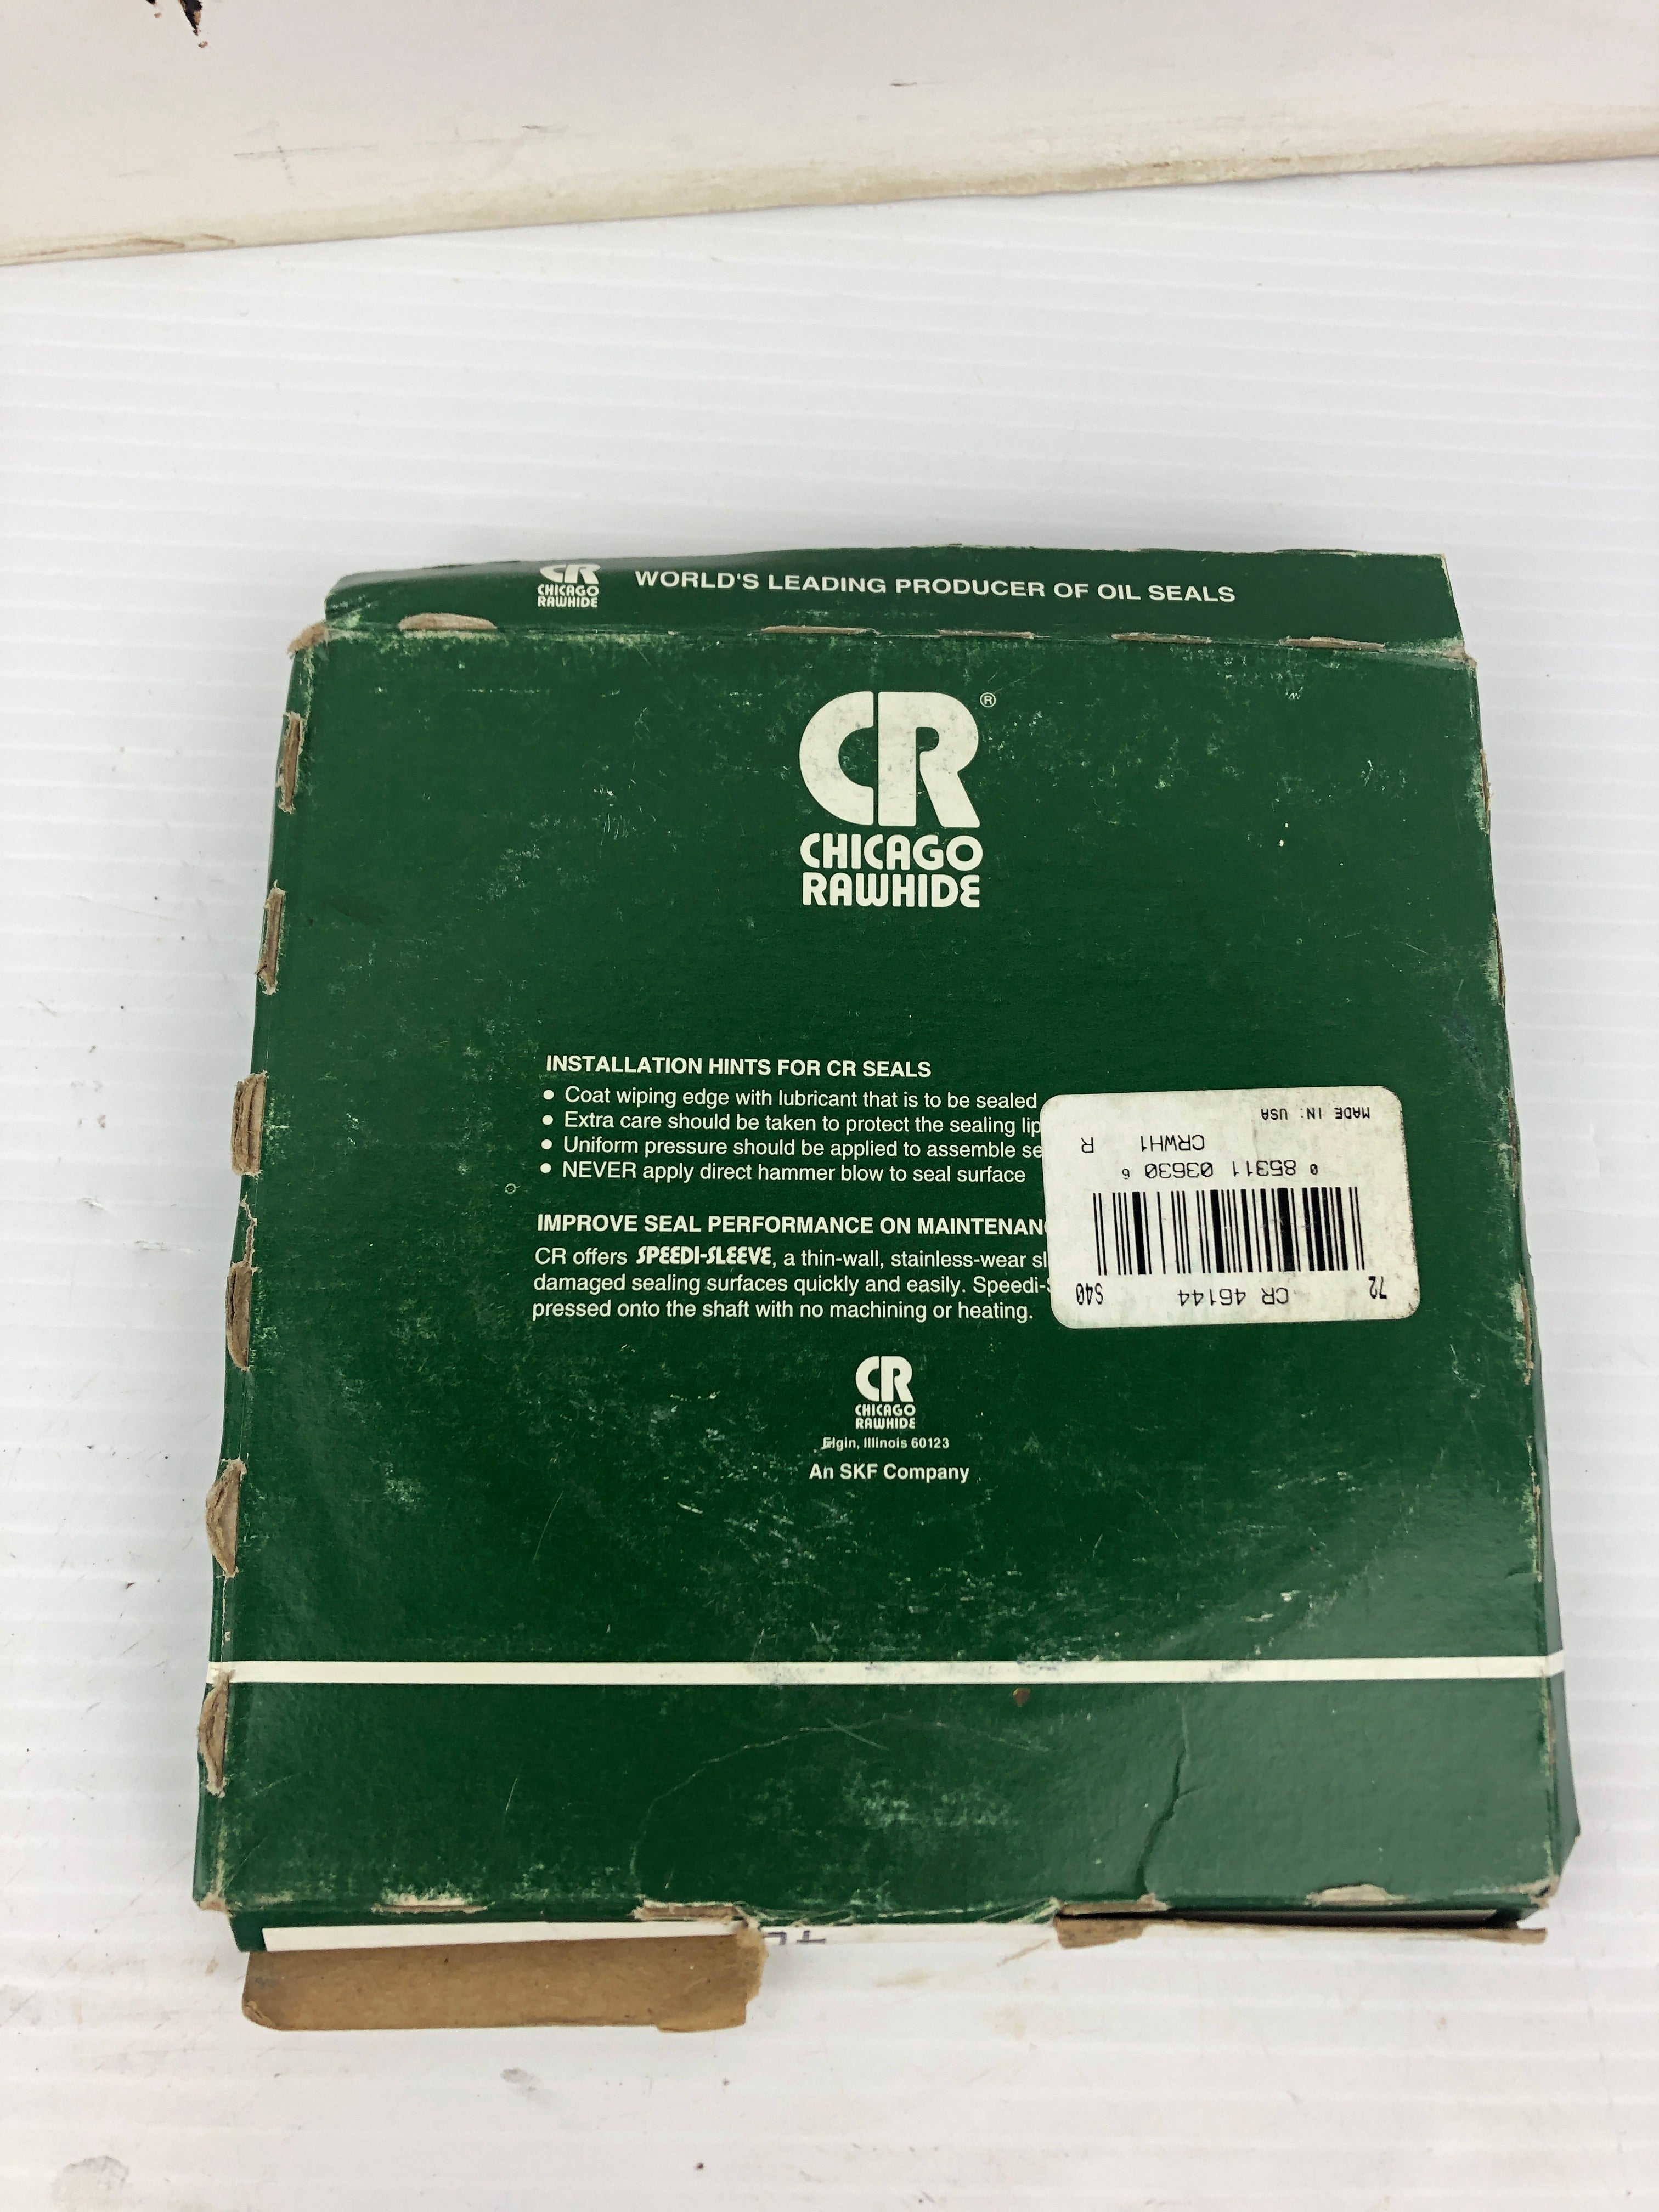 CR
CHICAGO
RAWHIDE
WORLD'S LEADING PRODUCER OF OIL SEALS
CR®
CHICAGO
RAWHIDE
INSTALLATION HINTS FOR CR SEALS
• Coat wiping edge with lubricant that is to be sealed
• Extra care should be taken to protect the sealing lip
• Uniform pressure should be applied to assemble
• NEVER apply direct hammer blow to seal surface
IMPROVE SEAL PERFORMANCE ON
CR offers SPEEDI-SLEEVE, a thin-wall, stainless-wear
damaged sealing surfaces quickly and easily.
pressed onto the shaft with no machining or heating.
CR
CHICAGO
RAWHIDE
Elgin, Illinois 60123
An SKF Company
72 CR 46144 S40
0 85311 03630 6
CRWH1 R
MADE IN: USA